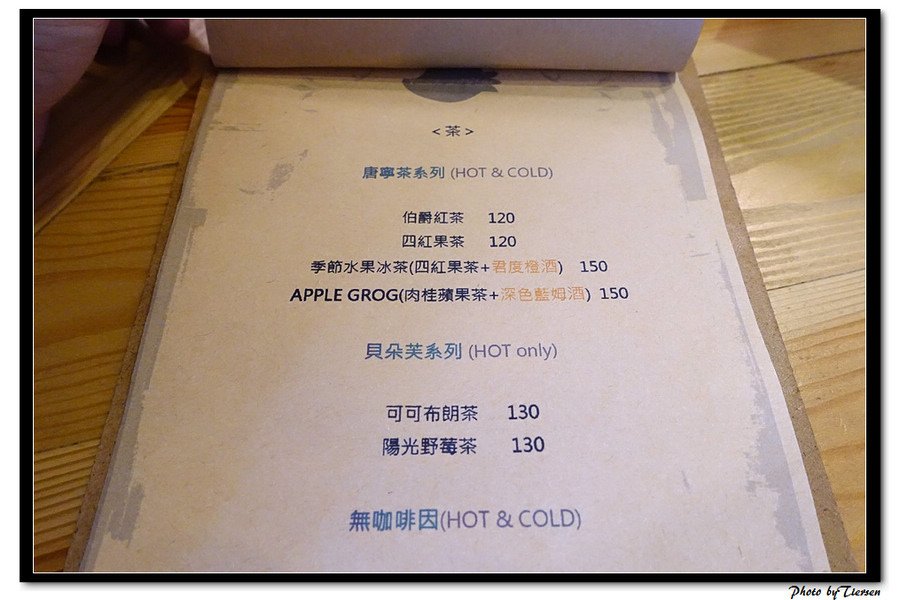 <茶>
唐寧茶系列 (HOT & COLD)
伯爵紅茶 120
四紅果茶 120
季節水果冰茶(四紅果茶+君度橙酒) 150
APPLE GROG(肉桂蘋果茶+深色藍姆酒) 150
貝朵芙系列 (HOT only)
可可布朗茶 130
陽光野莓茶 130
無咖啡因(HOT & COLD)
Photo by Tiersen